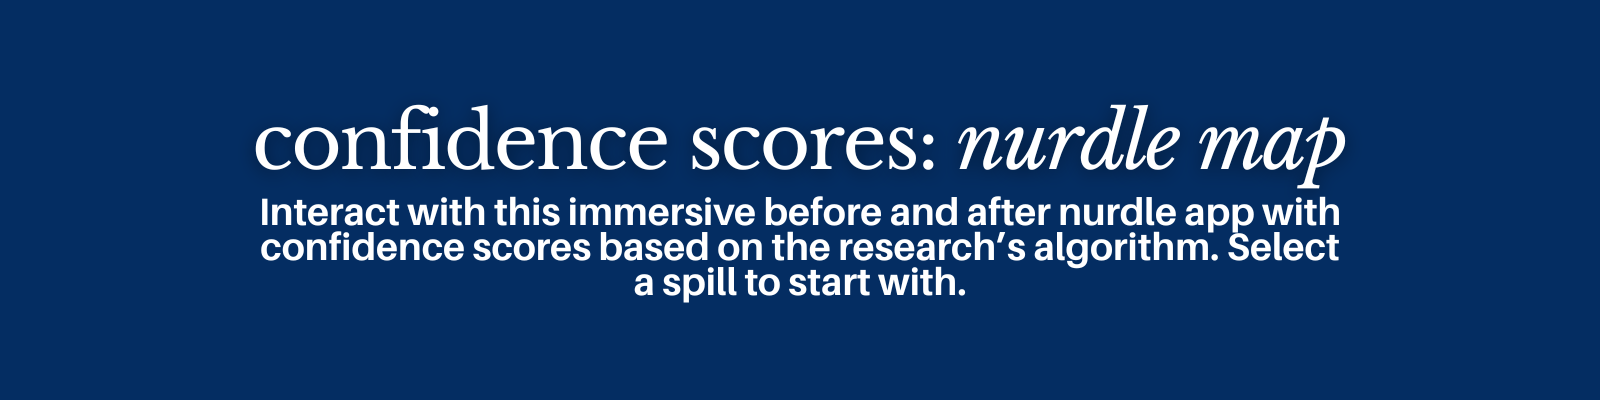 confidence scores: nurdle map
Interact with this immersive before and after nurdle app with
confidence scores based on the research’s algorithm. Select
a spill to start with.